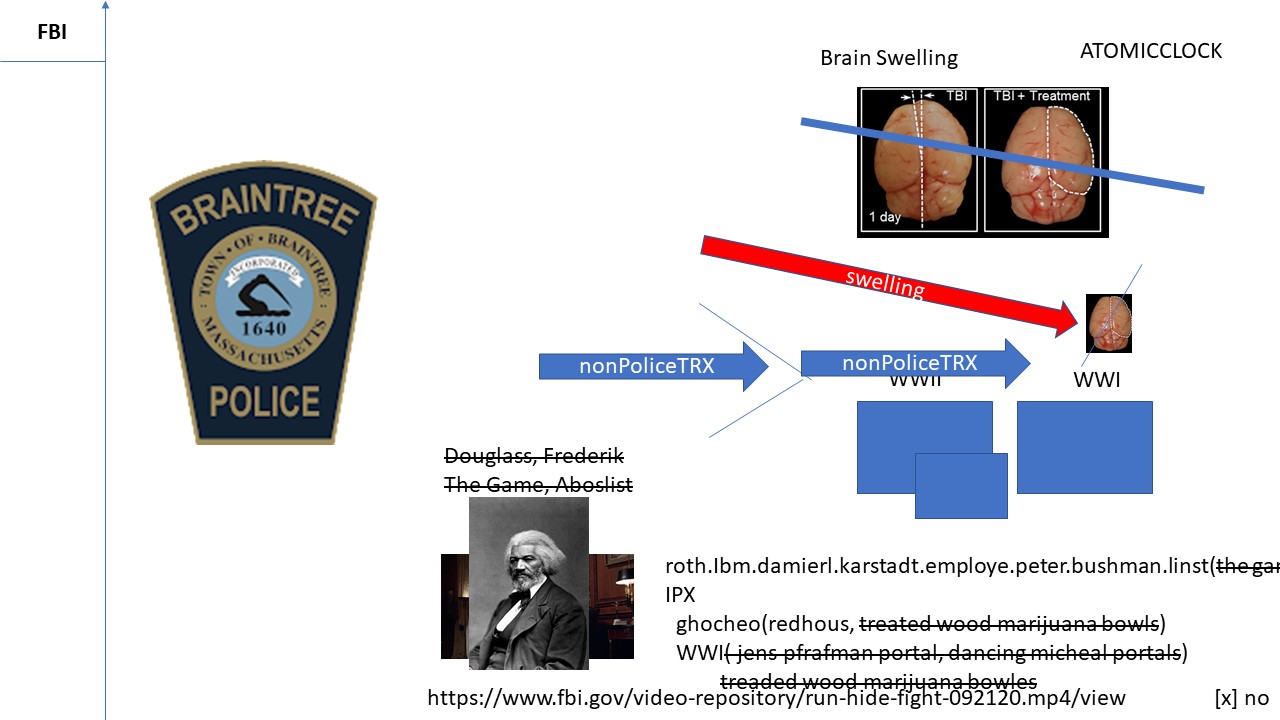 FBI
Brain Swelling
ATOMICCLOCK
TBI
TBI + Treatment
1 day
BRAINTREE
TOWN · OF · BRAINTREE
INCORPORATED
1640
MASSACHUSETTS
POLICE
swelling
nonPoliceTRX
nonPoliceTRX
WWII
WWI
Douglass, Frederik
The Game, Aboslist
roth.Ibm.damierl.karstadt.employe.peter.bushman.linst(the gar
IPX
ghocheo(redhous, treated wood marijuana bowls)
WWI( jens pfrafman portal, dancing micheal portals)
treaded wood marijuana bowles
https://www.fbi.gov/video-repository/run-hide-fight-092120.mp4/view
[x] no